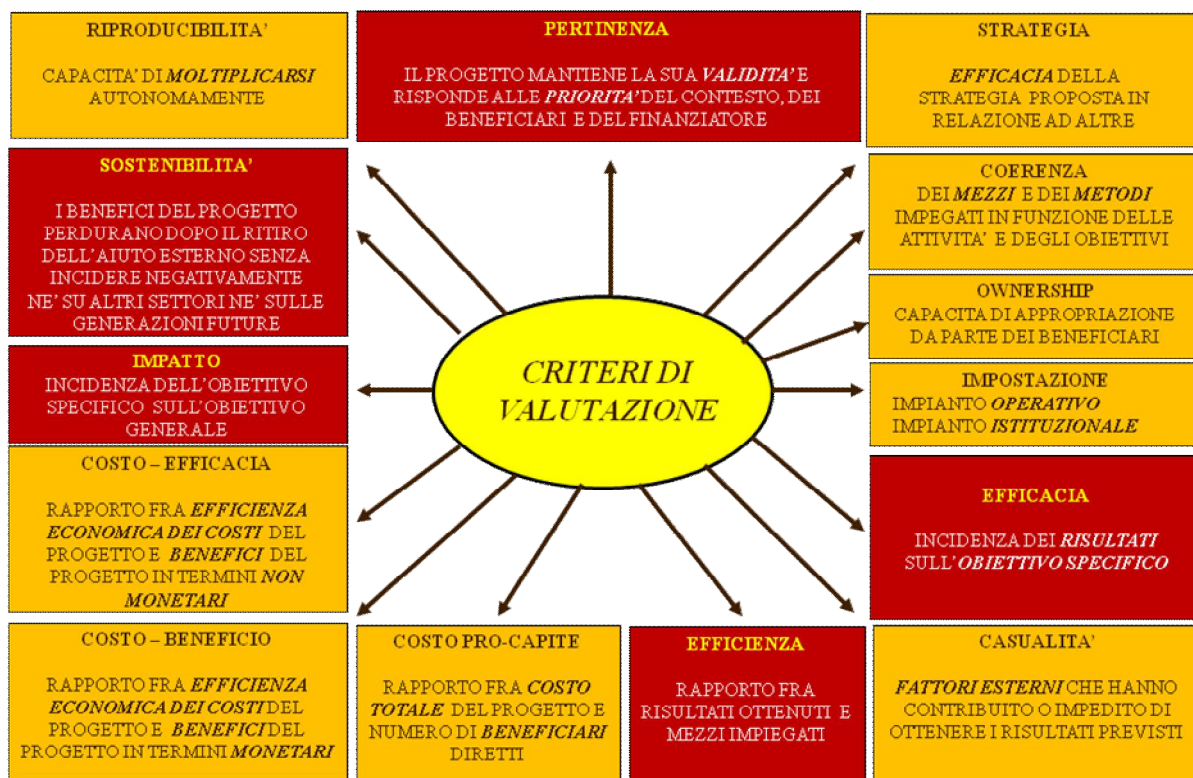 RIPRODUCIBILITA'
CAPACITA' DI MOLTIPLICARSI
AUTONOMAMENTE
PERTINENZA
IL PROGETTO MANTIENE LA SUA VALIDITA' E
RISPONDE ALLE PRIORITA' DEL CONTESTO, DEI
BENEFICIARI E DEL FINANZIATORE
STRATEGIA
EFFICACIA DELLA
STRATEGIA PROPOSTA IN
RELAZIONE AD ALTRE
SOSTENIBILITA'
I BENEFICI DEL PROGETTO
PERDURANO DOPO IL RITIRO
DELL'AIUTO ESTERNO SENZA
INCIDERE NEGATIVAMENTE
NE' SU ALTRI SETTORI NE' SULLE
GENERAZIONI FUTURE
COERENZA
DEI MEZZI E DEI METODI
IMPEGATI IN FUNZIONE DELLE
ATTIVITA' E DEGLI OBIETTIVI
OWNERSHIP
CAPACITA DI APPROPRIAZIONE
DA PARTE DEI BENEFICIARI
IMPATTO
INCIDENZA DELL'OBIETTIVO
SPECIFICO SULL'OBIETTIVO
GENERALE
CRITERI DI
VALUTAZIONE
IMPOSTAZIONE
IMPIANTO OPERATIVO
IMPIANTO ISTITUZIONALE
COSTO – EFFICACIA
RAPPORTO FRA EFFICIENZA
ECONOMICA DEI COSTI DEL
PROGETTO E BENEFICI DEL
PROGETTO IN TERMINI NON
MONETARI
EFFICACIA
INCIDENZA DEI RISULTATI
SULL'OBIETTIVO SPECIFICO
COSTO – BENEFICIO
RAPPORTO FRA EFFICIENZA
ECONOMICA DEI COSTI DEL
PROGETTO E BENEFICI DEL
PROGETTO IN TERMINI MONETARI
COSTO PRO-CAPITE
RAPPORTO FRA COSTO
TOTALE DEL PROGETTO E
NUMERO DI BENEFICIARI
DIRETTI
EFFICIENZA
RAPPORTO FRA
RISULTATI OTTENUTI E
MEZZI IMPIEGATI
CASUALITA'
FATTORI ESTERNI CHE HANNO
CONTRIBUITO O IMPEDITO DI
OTTENERE I RISULTATI PREVISTI